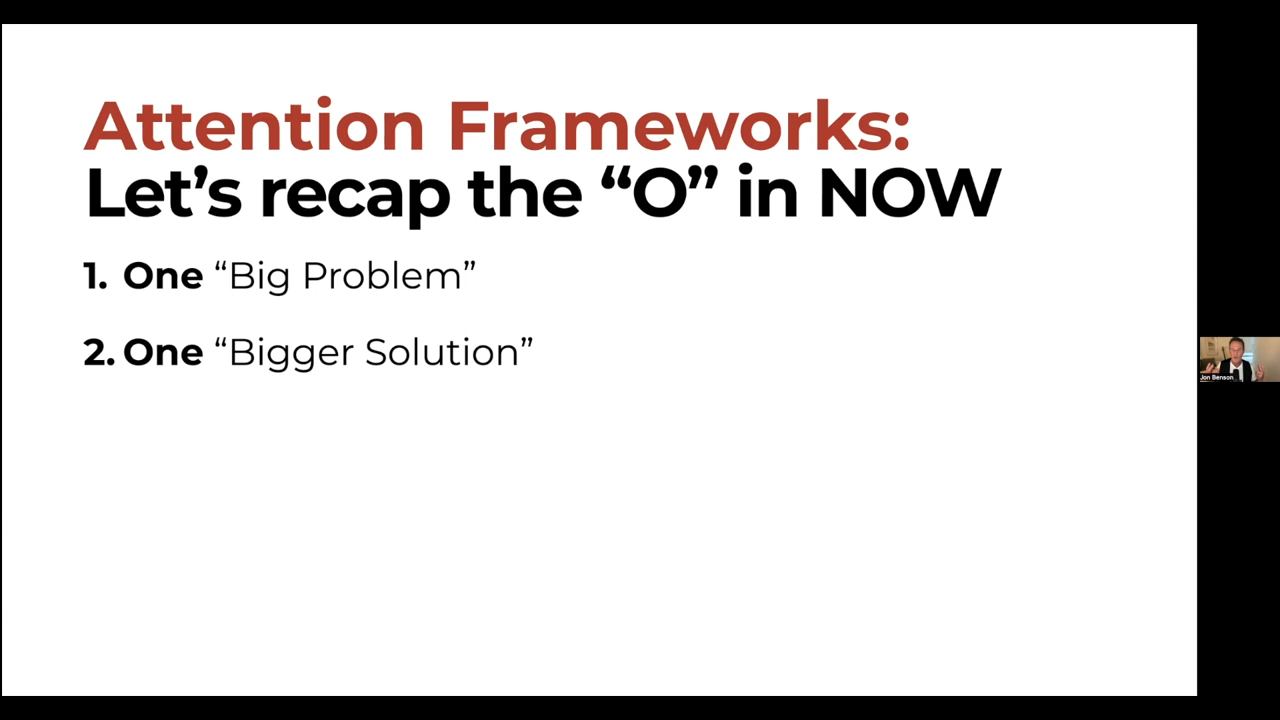 Attention Frameworks:
Let’s recap the “O” in NOW
1. One “Big Problem”
2. One “Bigger Solution”
Jon Benson